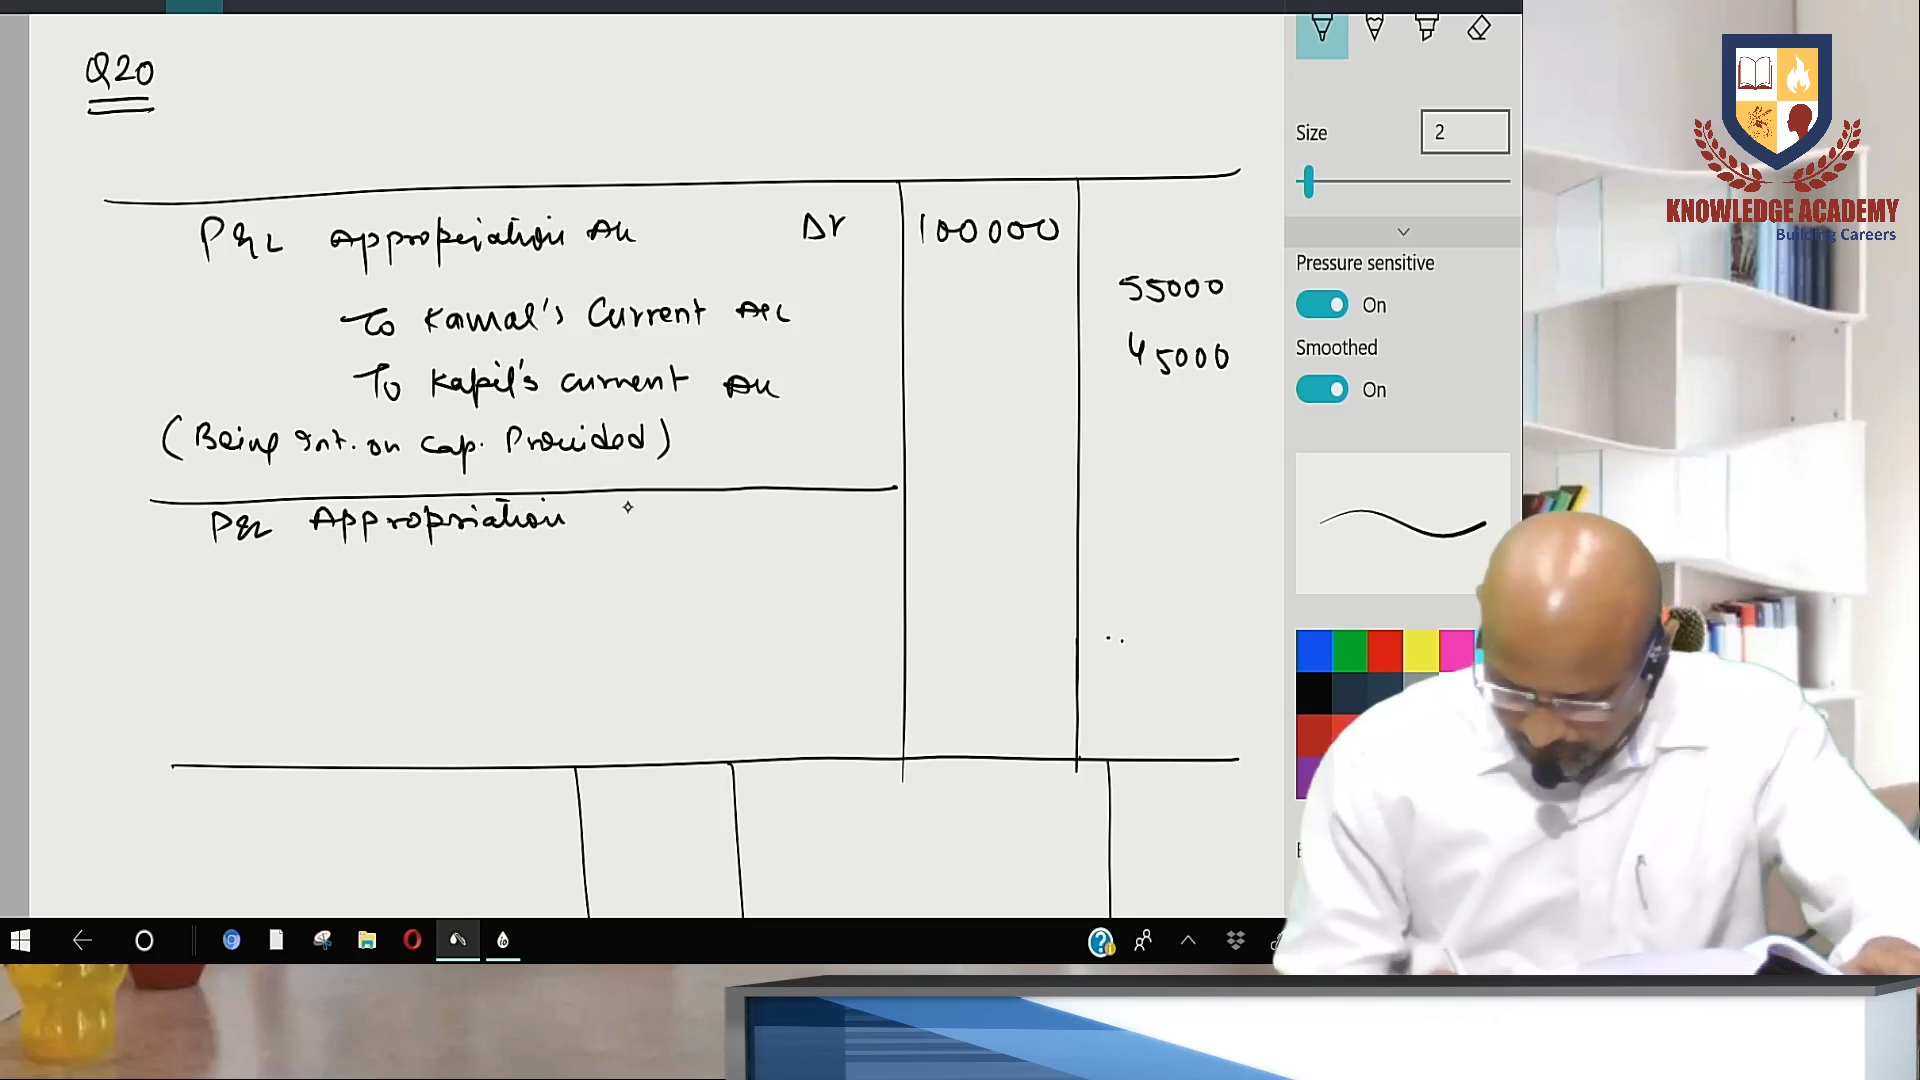 Q20
P&L Appropriation A/c Dr 100000
To Kamal's Current A/c 55000
To Kapil's current A/c 45000
(Being Int. on Cap. Provided)
P&L Appropriation
Size 2
Pressure sensitive
On
Smoothed
On
KNOWLEDGE ACADEMY
Building Careers